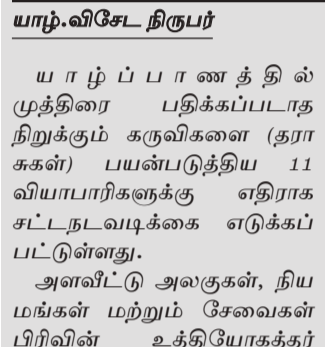 யாழ்.விசேட நிருபர்
யாழ்ப்பாணத்தில்
முத்திரை பதிக்கப்படாத
நிறுக்கும் கருவிகளை (தரா
சுகள்) பயன்படுத்திய 11
வியாபாரிகளுக்கு எதிராக
சட்டநடவடிக்கை எடுக்கப்
பட்டுள்ளது.
அளவீட்டு அலகுகள், நிய
மங்கள் மற்றும் சேவைகள்
பிரிவின் உத்தியோகத்தர்